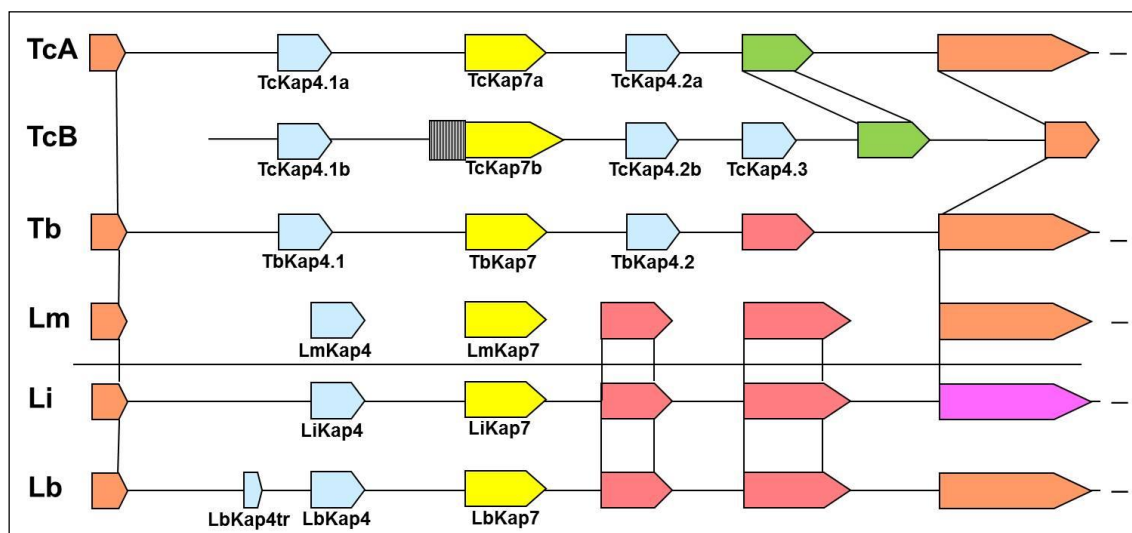 TcA
TcKap4.1a TcKap7a TcKap4.2a
TcB
TcKap4.1b TcKap7b TcKap4.2b TcKap4.3
Tb
TbKap4.1 TbKap7 TbKap4.2
Lm
LmKap4 LmKap7
Li
LiKap4 LiKap7
Lb
LbKap4tr LbKap4 LbKap7